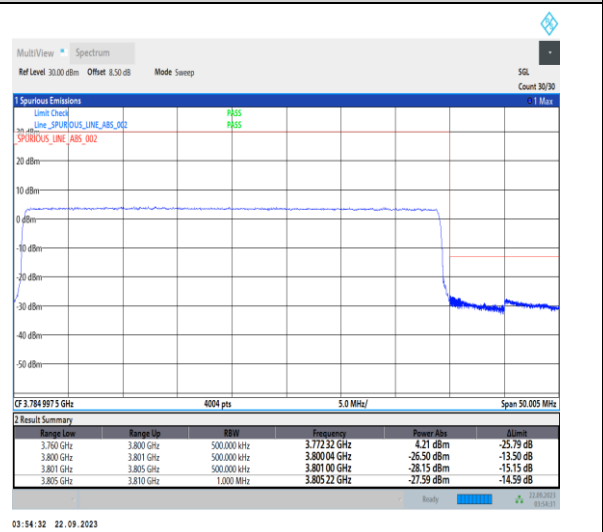 MultiView Spectrum
Ref Level 30.00 dBm Offset 8.50 dB Mode Sweep SGL
Count 30/30
1 Spurious Emissions 1 Max
Limit Check PASS
Line _SPURIOUS_LINE_ABS_002 PASS
_SPURIOUS_LINE_ABS_002
20 dBm
10 dBm
0 dBm
-10 dBm
-20 dBm
-30 dBm
-40 dBm
-50 dBm
CF 3.784 997 5 GHz 4004 pts 5.0 MHz/ Span 50.005 MHz
2 Result Summary
Range Low Range Up RBW Frequency Power Abs ΔLimit
3.760 GHz 3.800 GHz 500.000 kHz 3.772 32 GHz 4.21 dBm -25.79 dB
3.800 GHz 3.801 GHz 500.000 kHz 3.800 04 GHz -26.50 dBm -13.50 dB
3.801 GHz 3.805 GHz 500.000 kHz 3.801 00 GHz -28.15 dBm -15.15 dB
3.805 GHz 3.810 GHz 1.000 MHz 3.805 22 GHz -27.59 dBm -14.59 dB
Ready 22.09.2023
03:54:31
03:54:32 22.09.2023